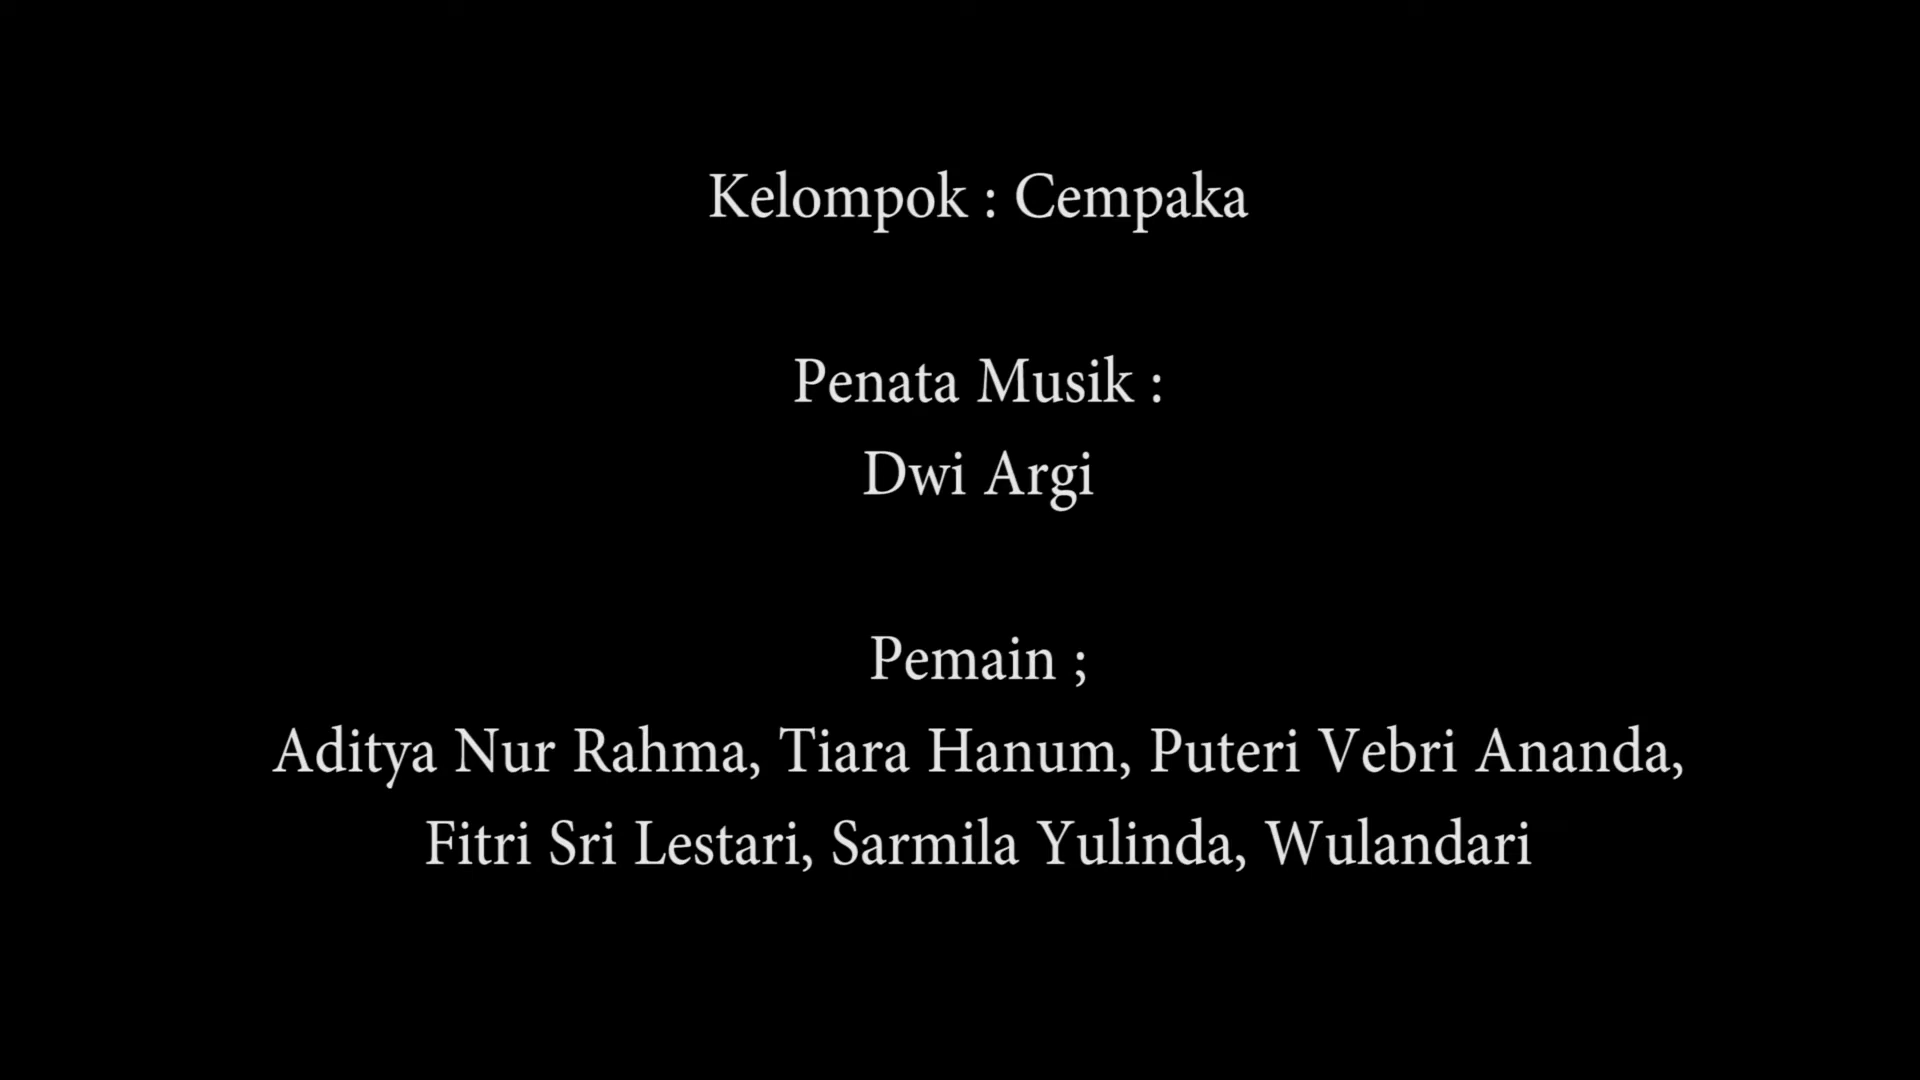 Kelompok : Cempaka
Penata Musik :
Dwi Argi
Pemain ;
Aditya Nur Rahma, Tiara Hanum, Puteri Vebri Ananda,
Fitri Sri Lestari, Sarmila Yulinda, Wulandari